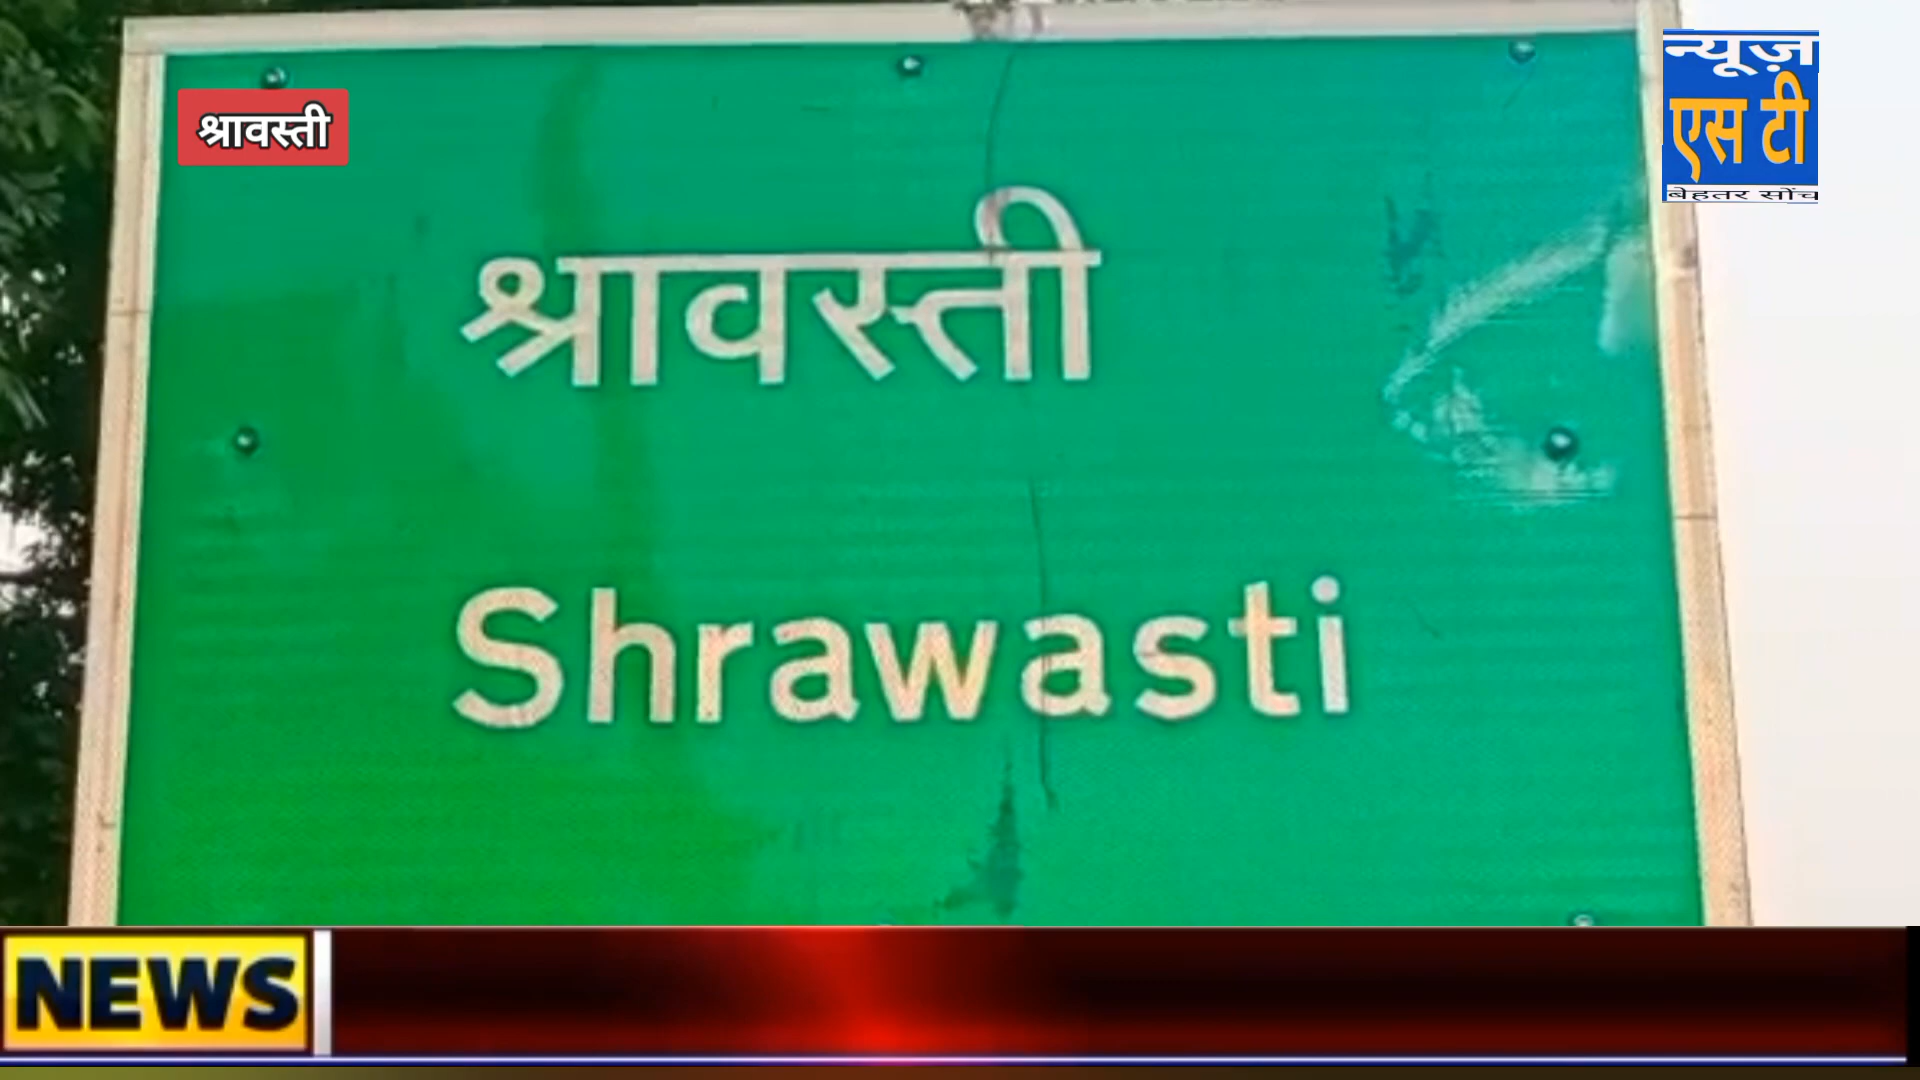 न्यूज़
एस टी
बेहतर सोंच
श्रावस्ती
श्रावस्ती
Shrawasti
NEWS